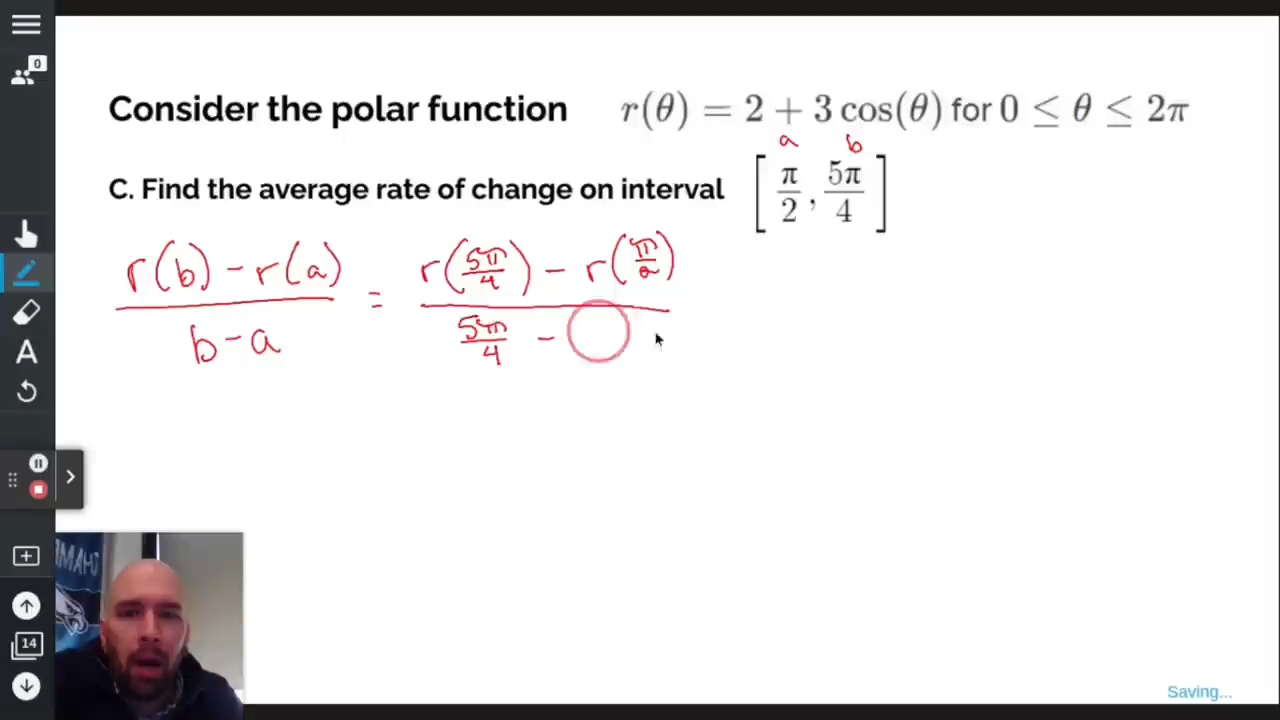 0
Consider the polar function r(θ) = 2 + 3 cos(θ) for 0 ≤ θ ≤ 2π
a b
C. Find the average rate of change on interval [π/2, 5π/4]
r(b) - r(a) / b - a = r(5π/4) - r(π/2) / 5π/4 -
A
14
Saving...